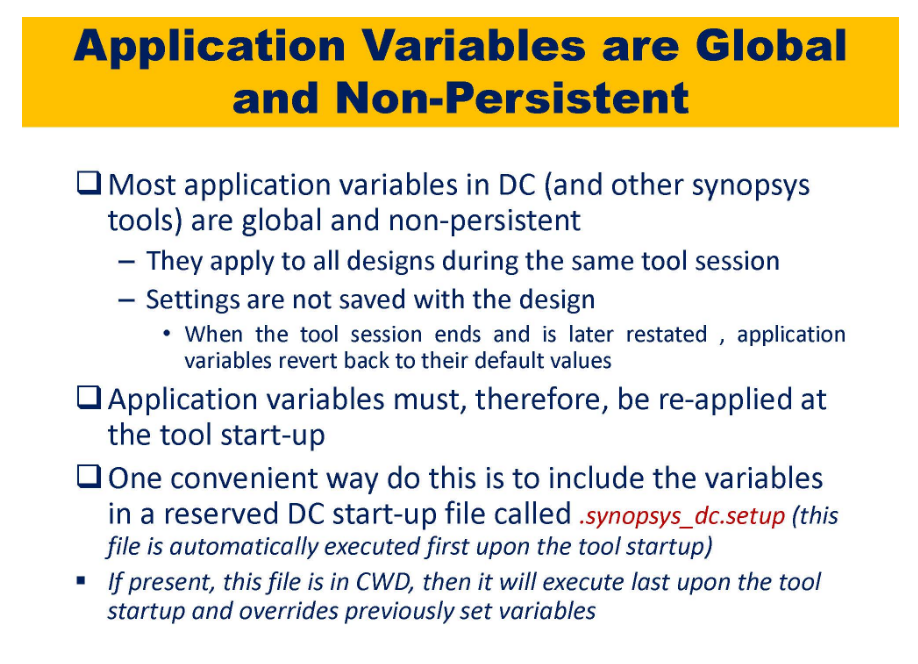 Application Variables are Global
and Non-Persistent
❑ Most application variables in DC (and other synopsys
tools) are global and non-persistent
– They apply to all designs during the same tool session
– Settings are not saved with the design
• When the tool session ends and is later restated , application
variables revert back to their default values
❑ Application variables must, therefore, be re-applied at
the tool start-up
❑ One convenient way do this is to include the variables
in a reserved DC start-up file called .synopsys_dc.setup (this
file is automatically executed first upon the tool startup)
▪ If present, this file is in CWD, then it will execute last upon the tool
startup and overrides previously set variables